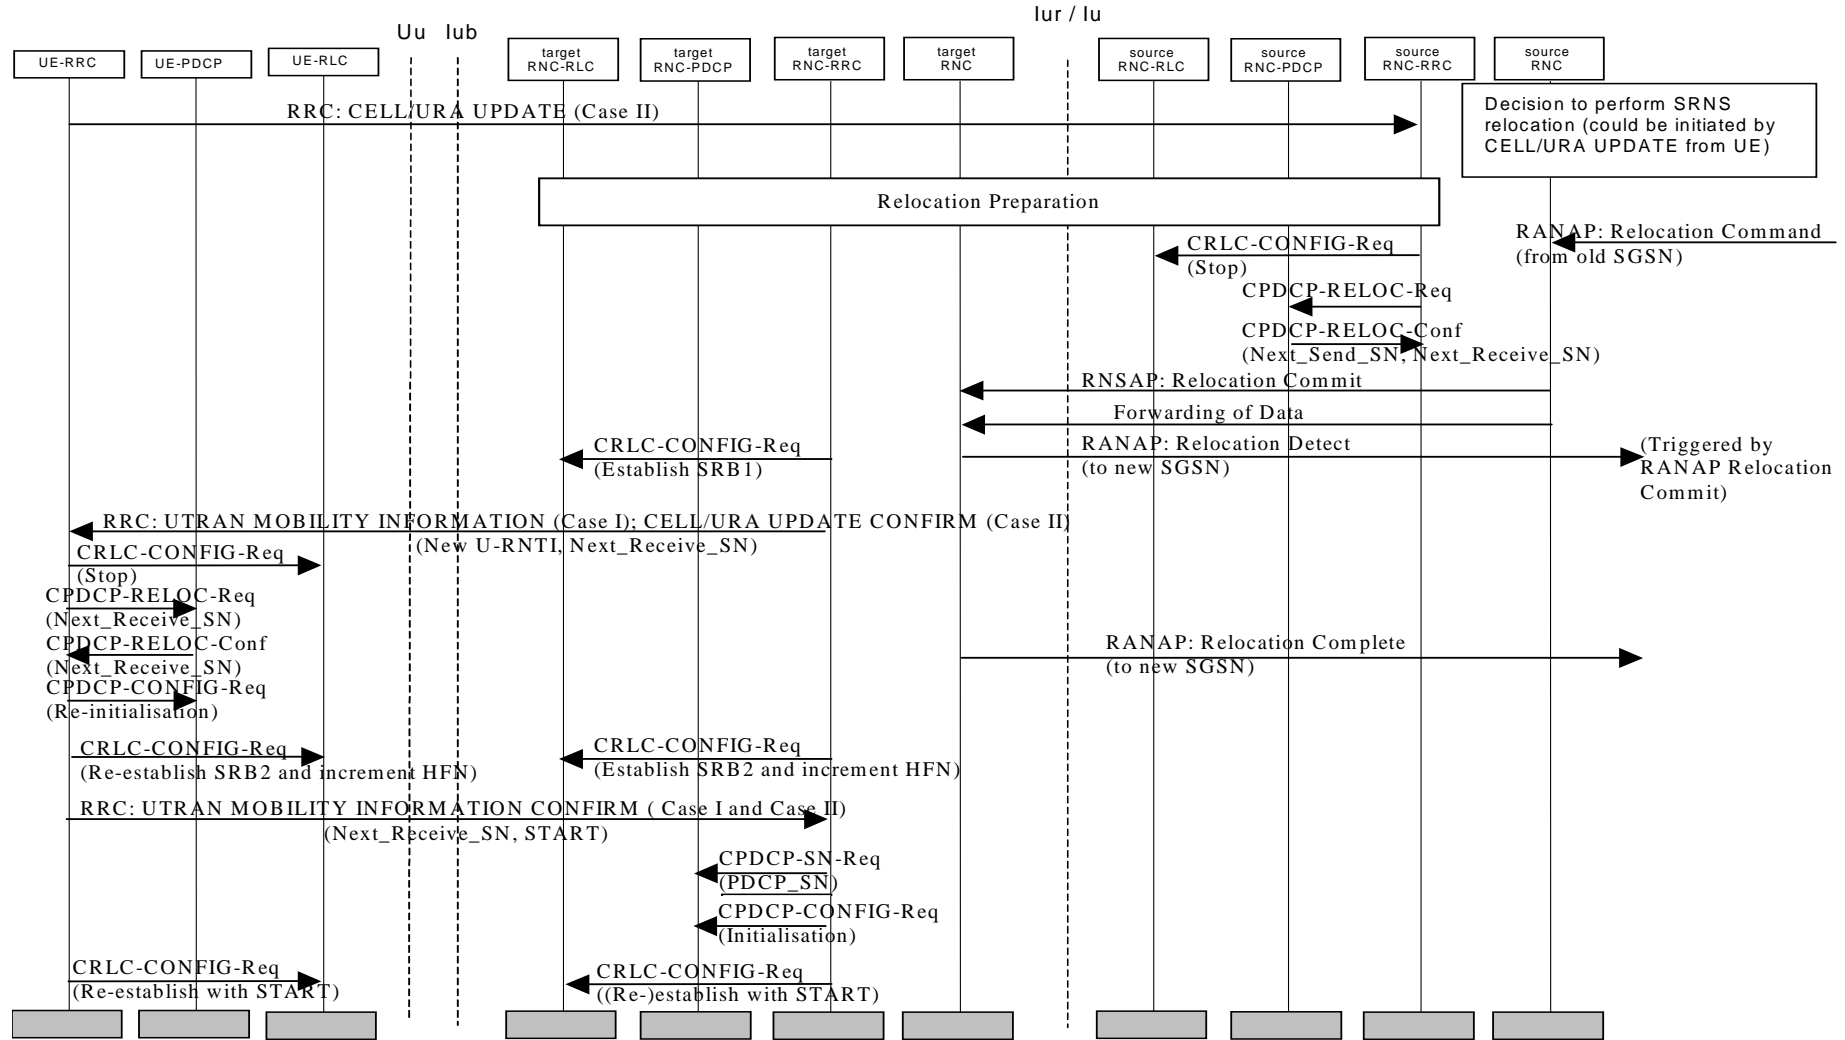 Iur / Iu
Uu Iub
UE-RRC
UE-PDCP
UE-RLC
target
RNC-RLC
target
RNC-PDCP
target
RNC-RRC
target
RNC
source
RNC-RLC
source
RNC-PDCP
source
RNC-RRC
source
RNC
RRC: CELL/URA UPDATE (Case II)
Decision to perform SRNS
relocation (could be initiated by
CELL/URA UPDATE from UE)
Relocation Preparation
RANAP: Relocation Command
(from old SGSN)
CRLC-CONFIG-Req
(Stop)
CPDCP-RELOC-Req
CPDCP-RELOC-Conf
(Next_Send_SN, Next_Receive_SN)
RNSAP: Relocation Commit
Forwarding of Data
CRLC-CONFIG-Req
(Establish SRB1)
RANAP: Relocation Detect
(to new SGSN)
(Triggered by
RANAP Relocation
Commit)
RRC: UTRAN MOBILITY INFORMATION (Case I); CELL/URA UPDATE CONFIRM (Case II)
(New U-RNTI, Next_Receive_SN)
CRLC-CONFIG-Req
(Stop)
CPDCP-RELOC-Req
(Next_Receive_SN)
CPDCP-RELOC-Conf
(Next_Receive_SN)
RANAP: Relocation Complete
(to new SGSN)
CPDCP-CONFIG-Req
(Re-initialisation)
CRLC-CONFIG-Req
(Re-establish SRB2 and increment HFN)
CRLC-CONFIG-Req
(Establish SRB2 and increment HFN)
RRC: UTRAN MOBILITY INFORMATION CONFIRM ( Case I and Case II)
(Next_Receive_SN, START)
CPDCP-SN-Req
(PDCP_SN)
CPDCP-CONFIG-Req
(Initialisation)
CRLC-CONFIG-Req
(Re-establish with START)
CRLC-CONFIG-Req
((Re-)establish with START)